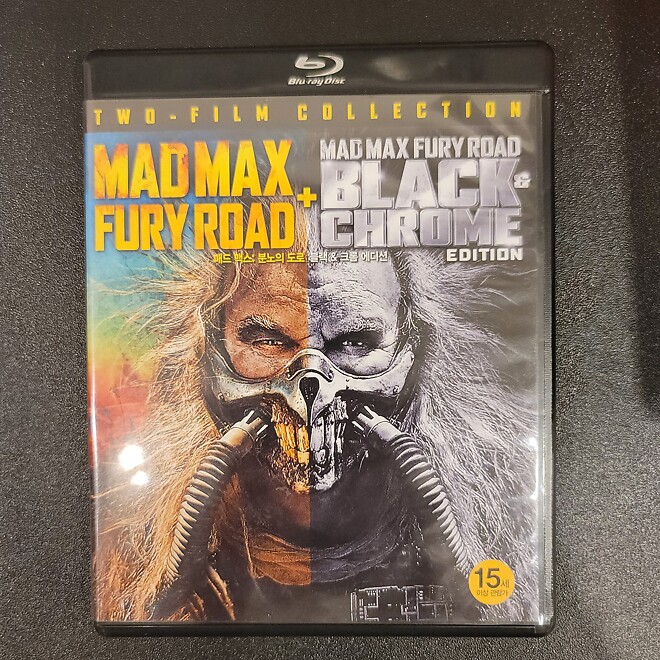 Blu-ray Disc
TWO-FILM COLLECTION
MAD MAX
FURY ROAD
+
MAD MAX FURY ROAD
BLACK &
CHROME
EDITION
매드 맥스: 분노의 도로 블랙 & 크롬 에디션
15세
이상 관람가